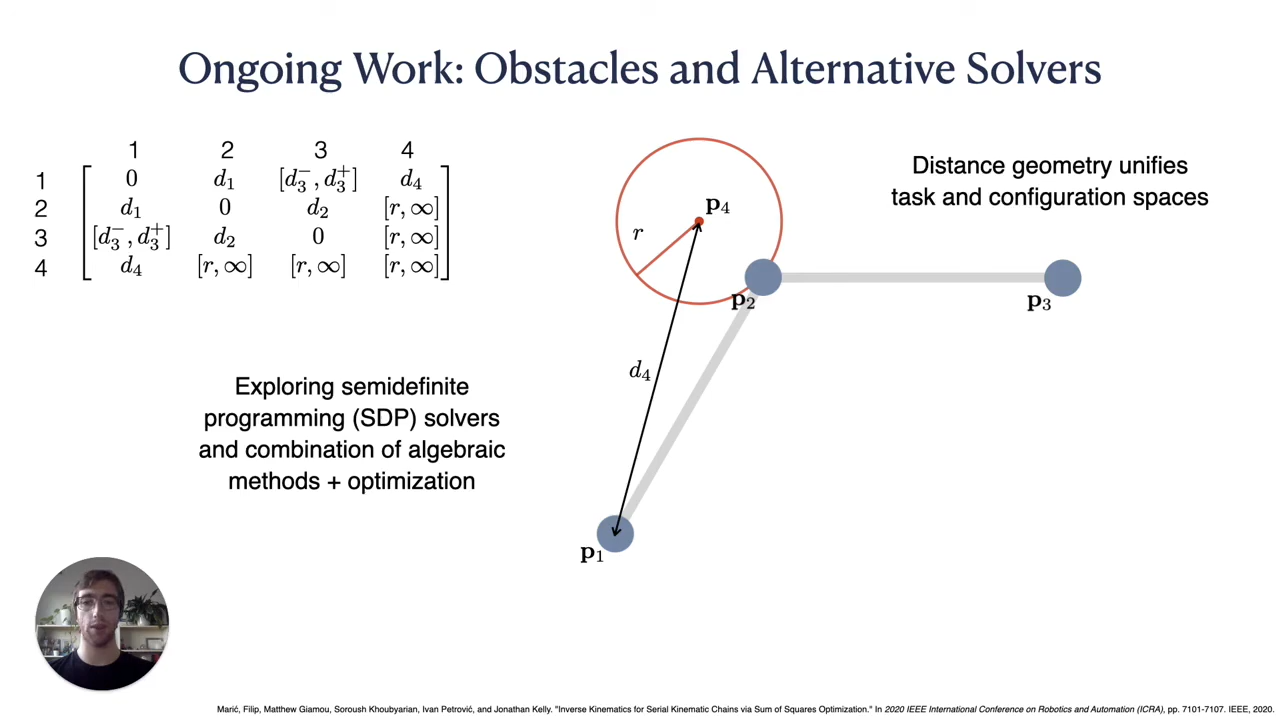 Ongoing Work: Obstacles and Alternative Solvers
1 2 3 4
1 0 d₁ [d₃⁻, d₃⁺] d₄
2 d₁ 0 d₂ [r, ∞]
3 [d₃⁻, d₃⁺] d₂ 0 [r, ∞]
4 d₄ [r, ∞] [r, ∞] [r, ∞]
Exploring semidefinite
programming (SDP) solvers
and combination of algebraic
methods + optimization
p₄
r
p₂
p₃
d₄
p₁
Distance geometry unifies
task and configuration spaces
Marić, Filip, Matthew Giamou, Soroush Khoubyarian, Ivan Petrović, and Jonathan Kelly. "Inverse Kinematics for Serial Kinematic Chains via Sum of Squares Optimization." In 2020 IEEE International Conference on Robotics and Automation (ICRA), pp. 7101-7107. IEEE, 2020.